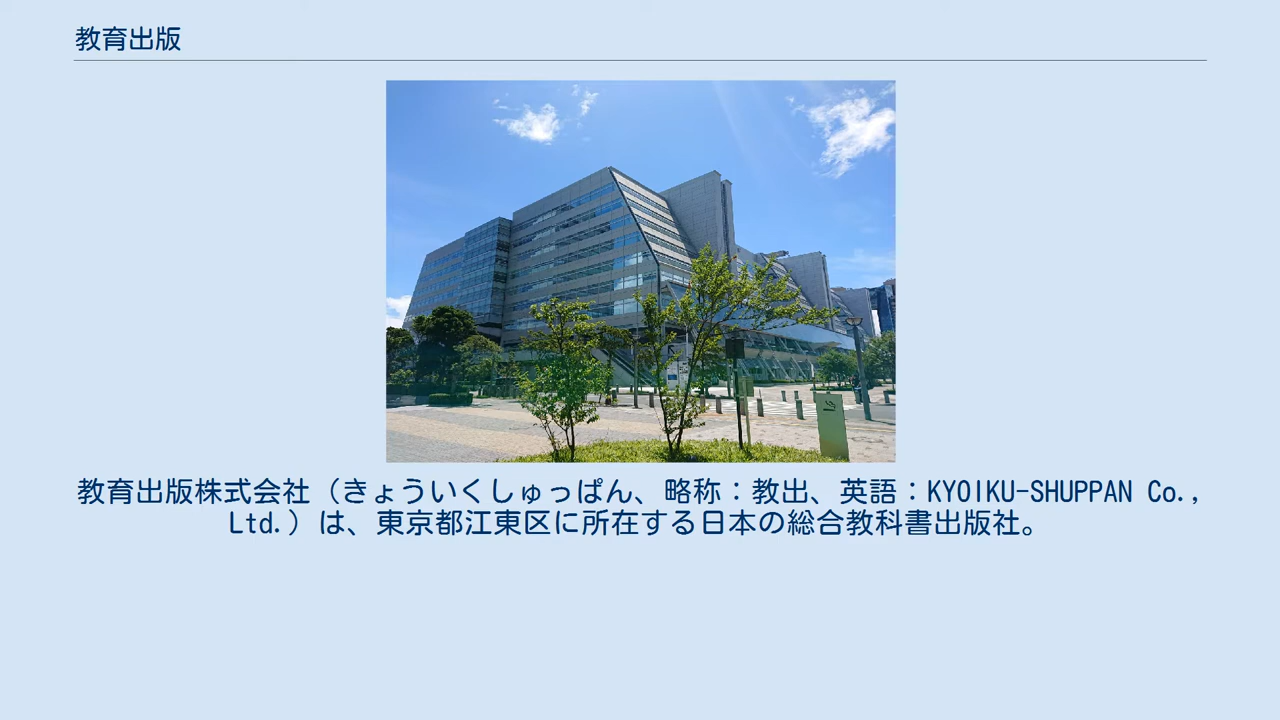 教育出版
教育出版株式会社（きょういくしゅっぱん、略称：教出、英語：KYOIKU-SHUPPAN Co.,
Ltd.）は、東京都江東区に所在する日本の総合教科書出版社。